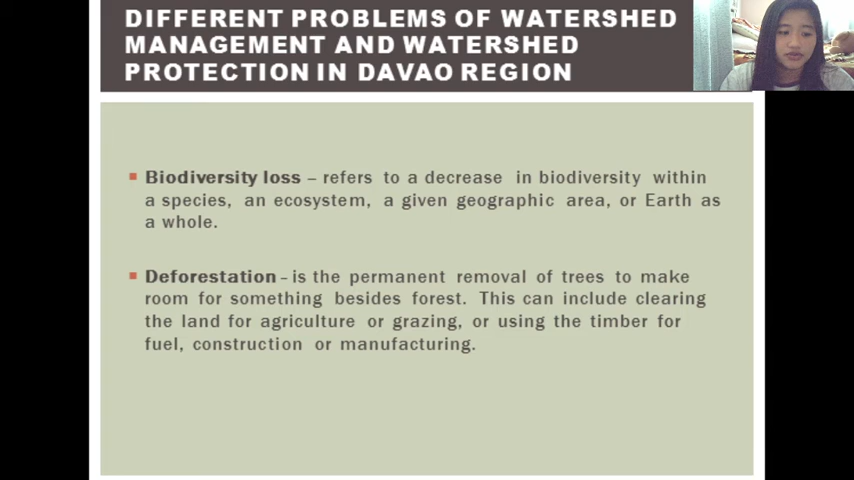 DIFFERENT PROBLEMS OF WATERSHED
MANAGEMENT AND WATERSHED
PROTECTION IN DAVAO REGION
Biodiversity loss – refers to a decrease in biodiversity within
a species, an ecosystem, a given geographic area, or Earth as
a whole.
Deforestation - is the permanent removal of trees to make
room for something besides forest. This can include clearing
the land for agriculture or grazing, or using the timber for
fuel, construction or manufacturing.